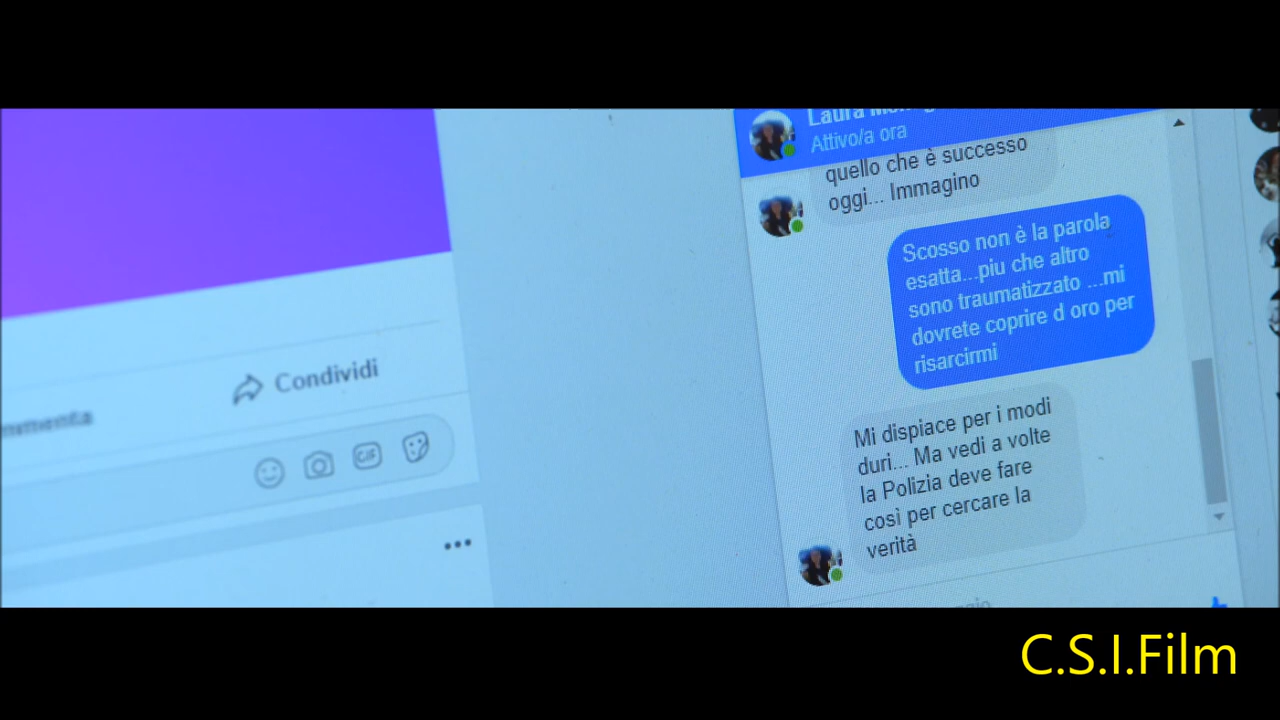 Laura
Attivo/a ora
quello che è successo
oggi... Immagino
Scosso non è la parola
esatta...piu che altro
sono traumatizzato ...mi
dovrete coprire d oro per
risarcirmi
Mi dispiace per i modi
duri... Ma vedi a volte
la Polizia deve fare
così per cercare la
verità
Condividi
GIF
C.S.I.Film